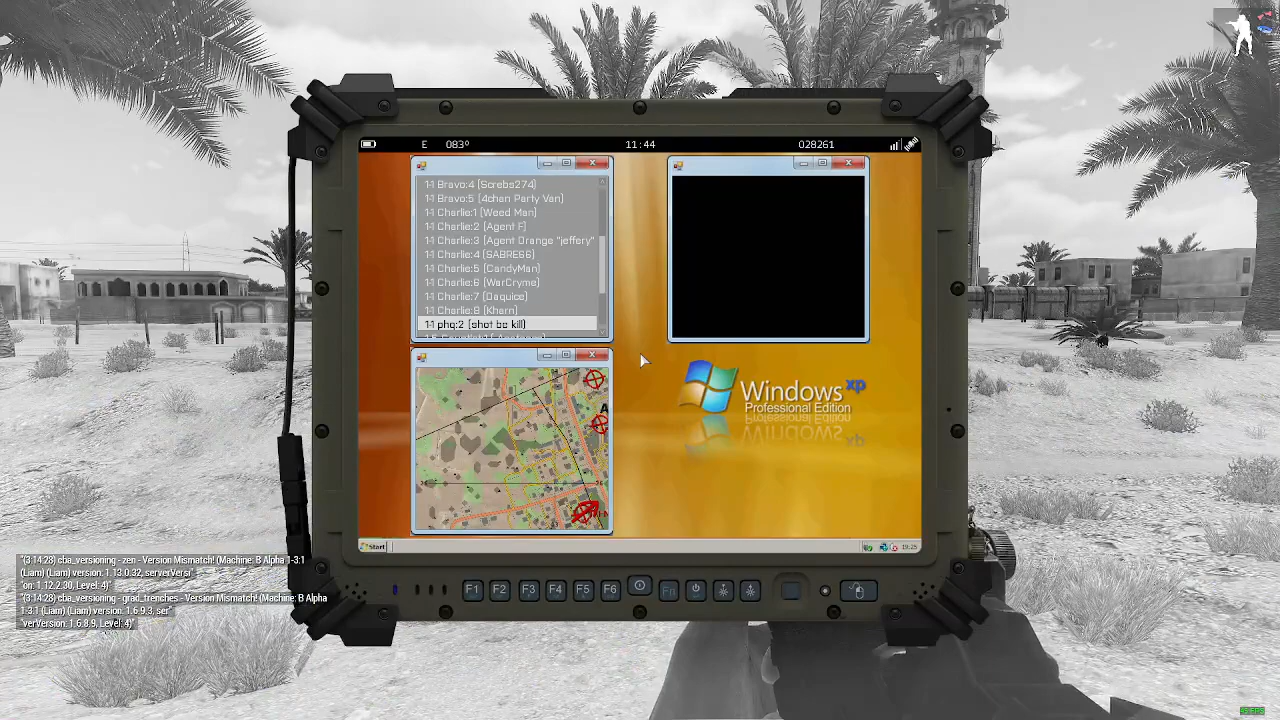 E 083º 11:44 028261
1-1 Bravo:4 (Screbs274)
1-1 Bravo:5 (4chan Party Van)
1-1 Charlie:1 (Weed Man)
1-1 Charlie:2 (Agent F)
1-1 Charlie:3 (Agent Orange "jeffery"
1-1 Charlie:4 (SABRE66)
1-1 Charlie:5 (CandyMan)
1-1 Charlie:6 (WarCryme)
1-1 Charlie:7 (Daquice)
1-1 Charlie:8 (Kharn)
1-1 phq:2 (shot be kill)
A
Windows xp
Professional Edition
Start
19:25
F1 F2 F3 F4 F5 F6 Fn
"(3:14:28) cba_versioning - zen - Version Mismatch! (Machine: B Alpha 1-3:1
(Liam) (Liam) version: 1.13.0.32, serverVersi"
"on: 1.12.2.30, Level: -4)"
"(3:14:28) cba_versioning - grad_trenches - Version Mismatch! (Machine: B Alpha
1-3:1 (Liam) (Liam) version: 1.6.9.3, ser"
"verVersion: 1.6.8.9, Level: 4)"